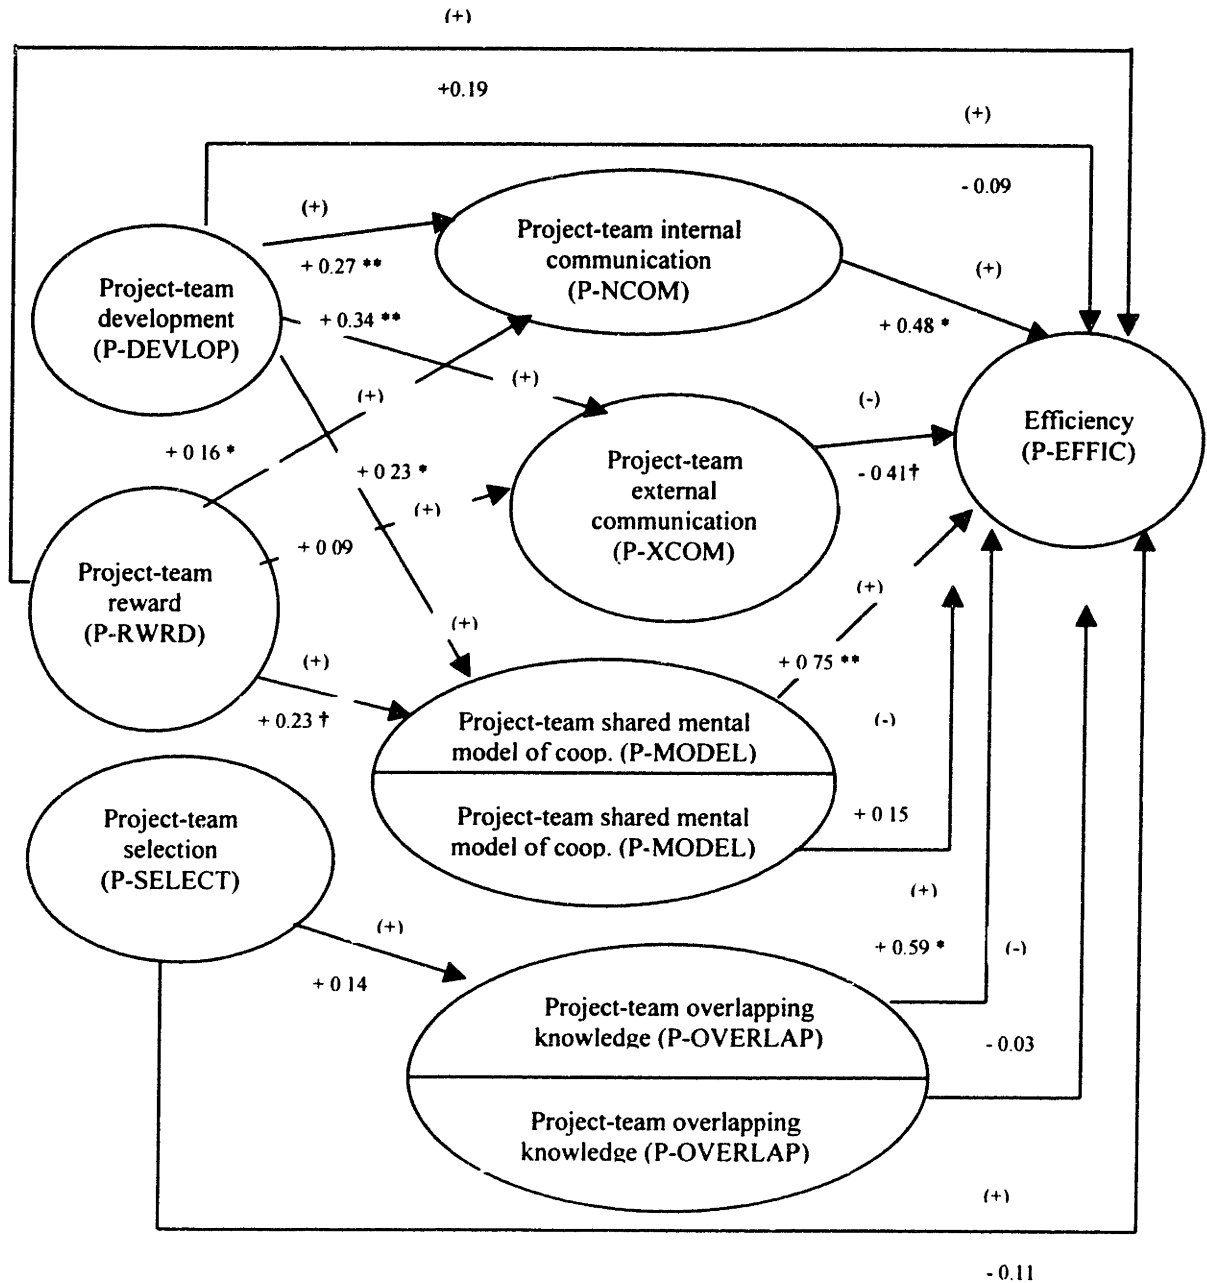 (+)
+0.19
(+)
- 0.09
(+)
+ 0.27 **
Project-team internal
communication
(P-NCOM)
(+)
+ 0.48 *
Project-team
development
(P-DEVLOP)
+ 0.34 **
(+)
(+)
(-)
- 0.41†
Efficiency
(P-EFFIC)
+ 0 16 *
+ 0.23 *
Project-team
external
communication
(P-XCOM)
(+)
+ 0 09
Project-team
reward
(P-RWRD)
(+)
(+)
(+)
+ 0.23 †
+ 0 75 **
Project-team shared mental
model of coop. (P-MODEL)
(-)
Project-team shared mental
model of coop. (P-MODEL)
+ 0 15
Project-team
selection
(P-SELECT)
(+)
(+)
+ 0 14
+ 0.59 *
(-)
Project-team overlapping
knowledge (P-OVERLAP)
- 0.03
Project-team overlapping
knowledge (P-OVERLAP)
(+)
- 0.11